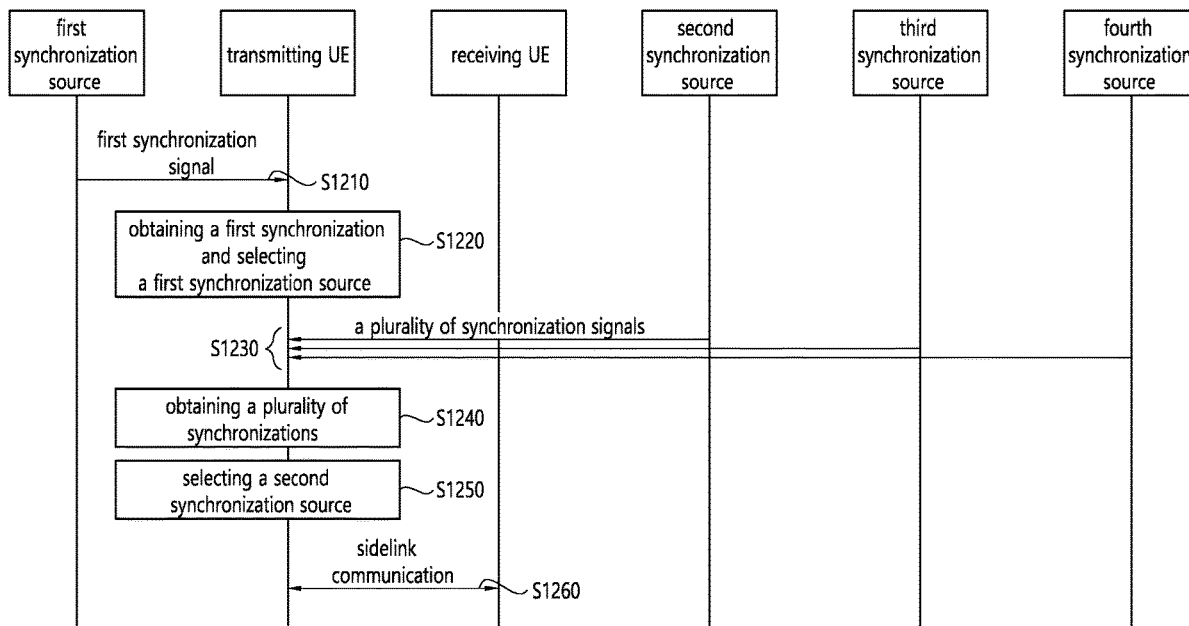 first
synchronization
source
transmitting UE
receiving UE
second
synchronization
source
third
synchronization
source
fourth
synchronization
source
first synchronization
signal
S1210
obtaining a first synchronization
and selecting
a first synchronization source
S1220
a plurality of synchronization signals
S1230
obtaining a plurality of
synchronizations
S1240
selecting a second
synchronization source
S1250
sidelink
communication
S1260